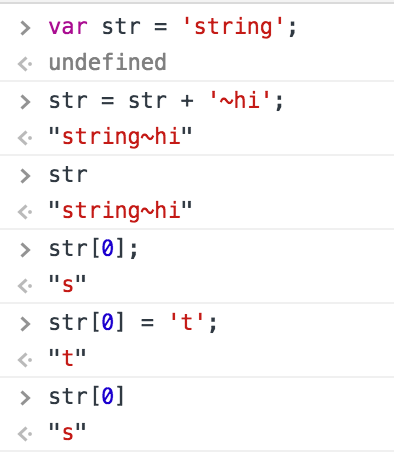 > var str = 'string';
<· undefined
> str = str + '~hi';
<· "string~hi"
> str
<· "string~hi"
> str[0];
<· "s"
> str[0] = 't';
<· "t"
> str[0]
<· "s"